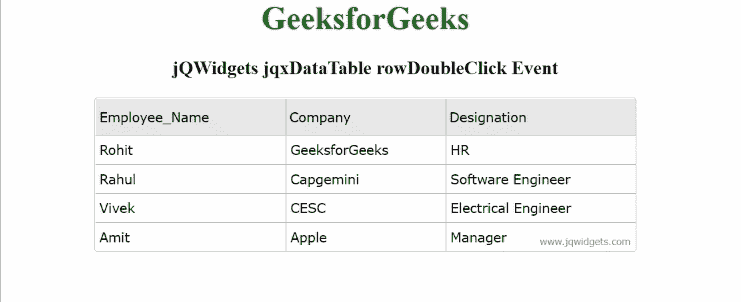 GeeksforGeeks
jQWidgets jqxDataTable rowDoubleClick Event
Employee_Name Company Designation
Rohit GeeksforGeeks HR
Rahul Capgemini Software Engineer
Vivek CESC Electrical Engineer
Amit Apple Manager www.jqwidgets.com